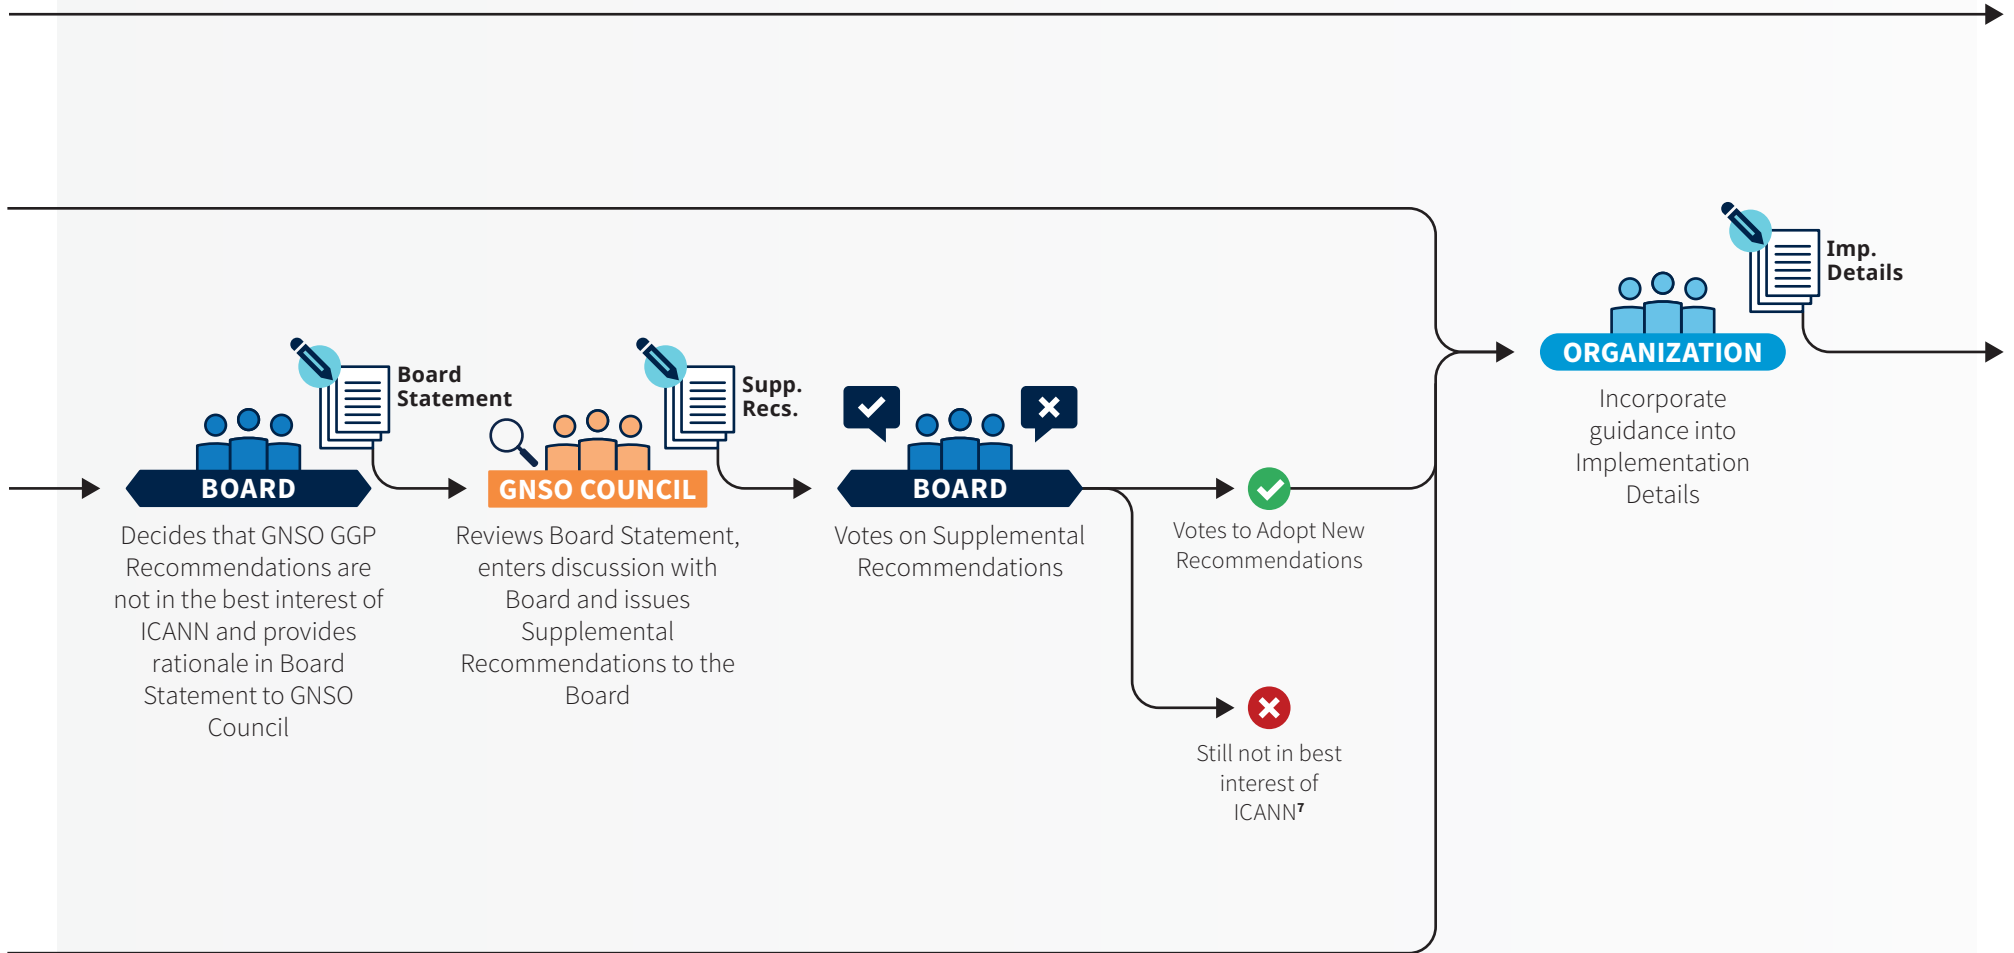 Board
Statement
BOARD
Decides that GNSO GGP
Recommendations are
not in the best interest of
ICANN and provides
rationale in Board
Statement to GNSO
Council
Supp.
Recs.
GNSO COUNCIL
Reviews Board Statement,
enters discussion with
Board and issues
Supplemental
Recommendations to the
Board
BOARD
Votes on Supplemental
Recommendations
Votes to Adopt New
Recommendations
Still not in best
interest of
ICANN⁷
Imp.
Details
ORGANIZATION
Incorporate
guidance into
Implementation
Details